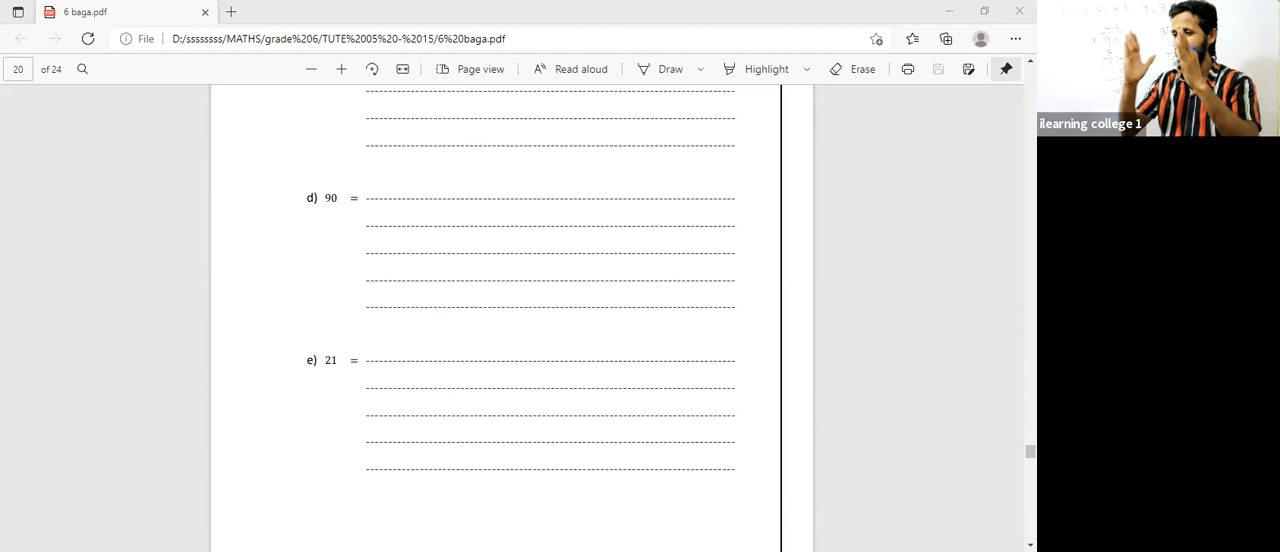 6 baga.pdf
File D:/ssssssss/MATHS/grade%206/TUTE%2005%20-%2015/6%20baga.pdf
20 of 24 Page view Read aloud Draw Highlight Erase
ilearning college 1
d) 90 = --------------------
e) 21 = --------------------